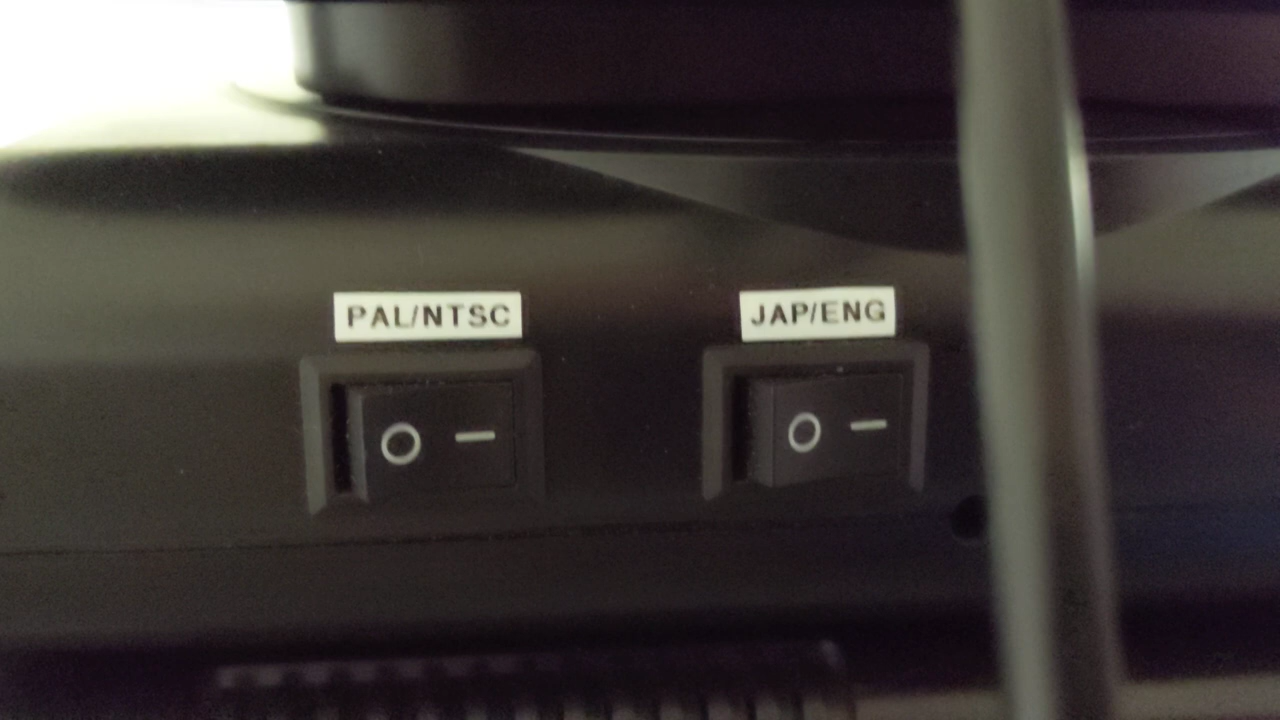 PAL/NTSC
JAP/ENG
O –
O –